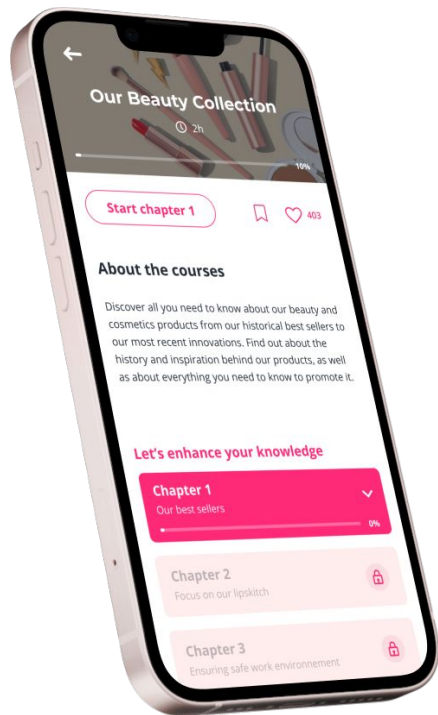 Our Beauty Collection
2h
10%
Start chapter 1
403
About the courses
Discover all you need to know about our beauty and
cosmetics products from our historical best sellers to
our most recent innovations. Find out about the
history and inspiration behind our products, as well
as about everything you need to know to promote it.
Let's enhance your knowledge
Chapter 1
Our best sellers
0%
Chapter 2
Focus on our lipskitch
Chapter 3
Ensuring safe work environnement